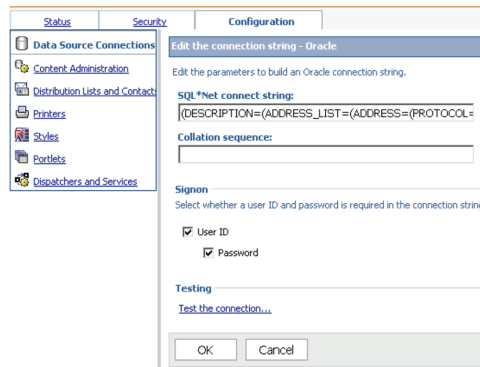 Status Security Configuration
Data Source Connections
Content Administration
Distribution Lists and Contacts
Printers
Styles
Portlets
Dispatchers and Services
Edit the connection string - Oracle
Edit the parameters to build an Oracle connection string.
SQL*Net connect string:
(DESCRIPTION=(ADDRESS_LIST=(ADDRESS=(PROTOCOL=
Collation sequence:
Signon
Select whether a user ID and password is required in the connection string
User ID
Password
Testing
Test the connection...
OK Cancel